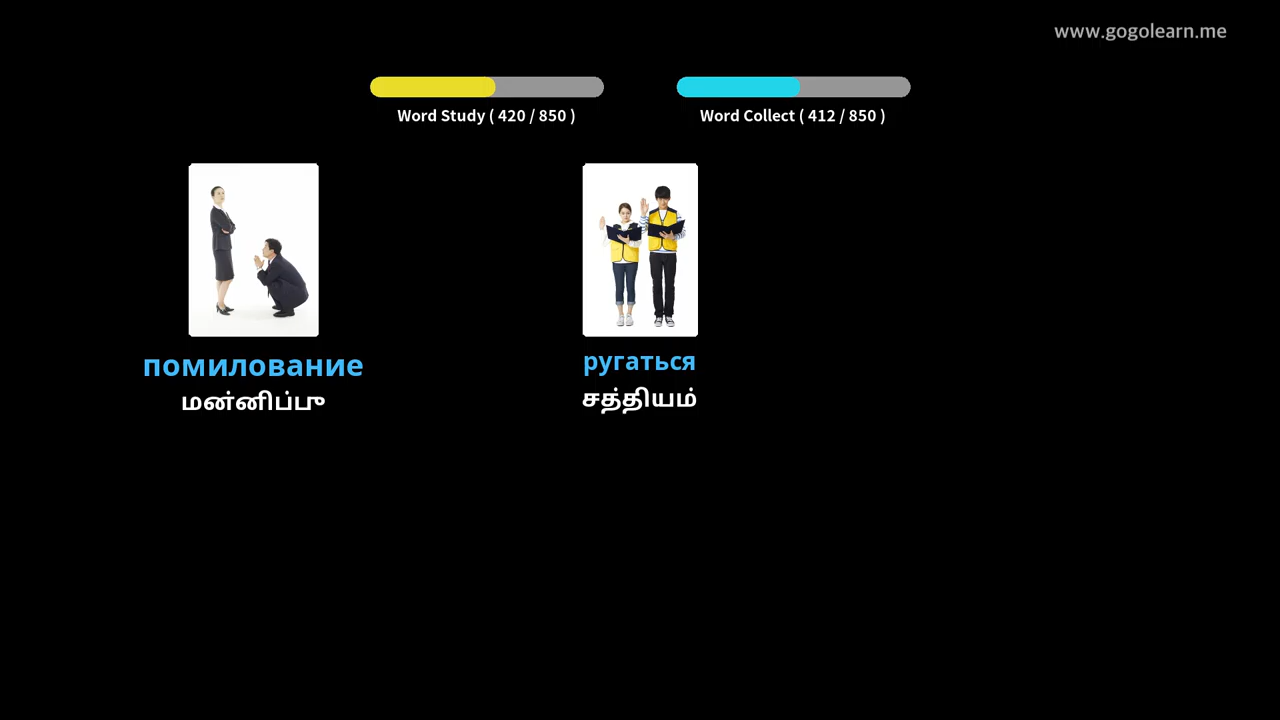 www.gogolearn.me
Word Study ( 420 / 850 )
Word Collect ( 412 / 850 )
помилование
மன்னிப்பு
ругаться
சத்தியம்